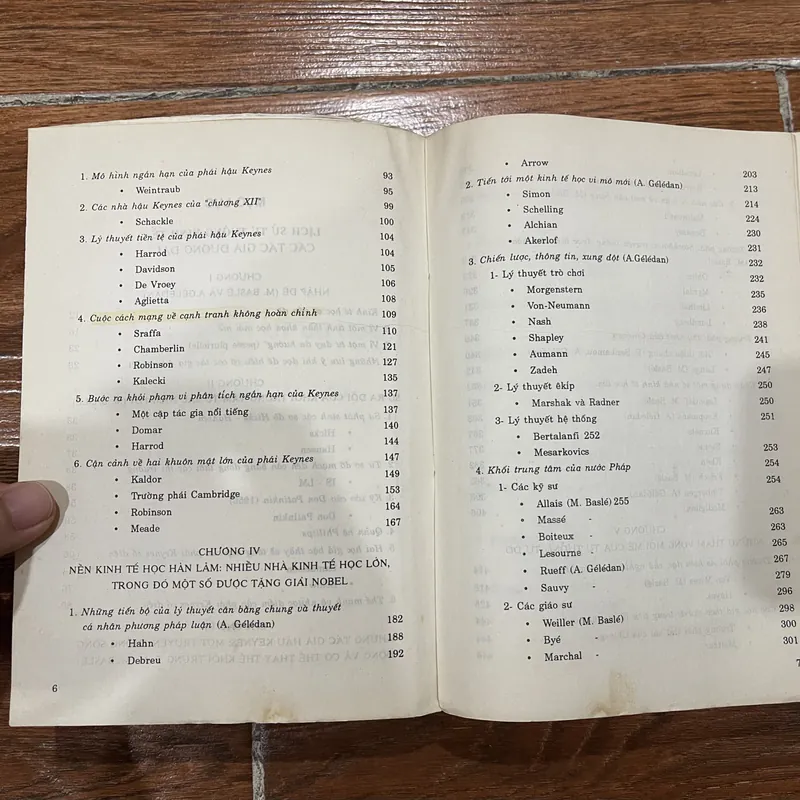 1. Mô hình ngắn hạn của phái hậu Keynes 93
• Weintraub 95
2. Các nhà hậu Keynes của "chương XII" 99
• Schackle 100
3. Lý thuyết tiền tệ của phái hậu Keynes 104
• Harrod 104
• Davidson 105
• De Vroey 106
• Aglietta 108
4. Cuộc cách mạng về cạnh tranh không hoàn chỉnh 109
• Sraffa 110
• Chamberlin 121
• Robinson 127
• Kalecki 135
5. Bước ra khỏi phạm vi phân tích ngắn hạn của Keynes 137
• Một cặp tác gia nổi tiếng 137
• Domar 140
• Harrod 144
6. Cận cảnh về hai khuôn mặt lớn của phái Keynes 147
• Kaldor 149
• Trường phái Cambridge 153
• Robinson 164
• Meade 167
CHƯƠNG IV
NỀN KINH TẾ HỌC HÀN LÂM: NHIỀU NHÀ KINH TẾ HỌC LỚN,
TRONG ĐÓ MỘT SỐ ĐƯỢC TẶNG GIẢI NOBEL
1. Những tiến bộ của lý thuyết cân bằng chung và thuyết
cá nhân phương pháp luận (A. Gélédan) 182
• Hahn 188
• Debreu 192
6
• Arrow 203
2. Tiến tới một kinh tế học vi mô mới (A. Gélédan) 213
• Simon 214
• Schelling 224
• Alchian 230
• Akerlof 231
3. Chiến lược, thông tin, xung đột (A.Gélédan) 232
1- Lý thuyết trò chơi 232
• Morgenstern 235
• Von-Neumann 236
• Nash 238
• Shapley 241
• Aumann 245
• Zadeh 247
2- Lý thuyết êkíp 250
• Marshak và Radner 250
3- Lý thuyết hệ thống 251
• Bertalanfi 252
• Mesarkovics 253
4. Khối trung tâm của nước Pháp 254
1- Các kỹ sư 254
• Allais (M. Baslé) 255
• Massé - 263
• Boiteux - 263
• Lesourne - 265
• Rueff (A. Gélédan) 267
• Sauvy - 279
2- Các giáo sư 296
• Weiller (M. Baslé) 298
• Byé - 300
• Marchal - 301
7